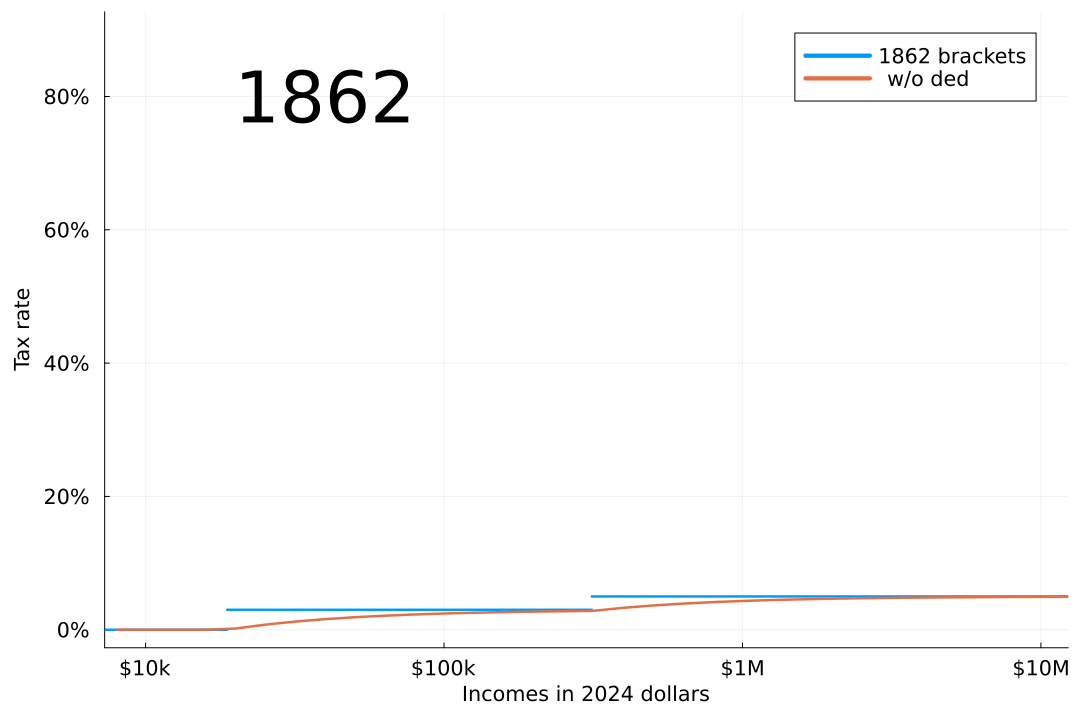 1862
1862 brackets
w/o ded
80%
60%
40%
20%
0%
Tax rate
$10k
$100k
$1M
$10M
Incomes in 2024 dollars